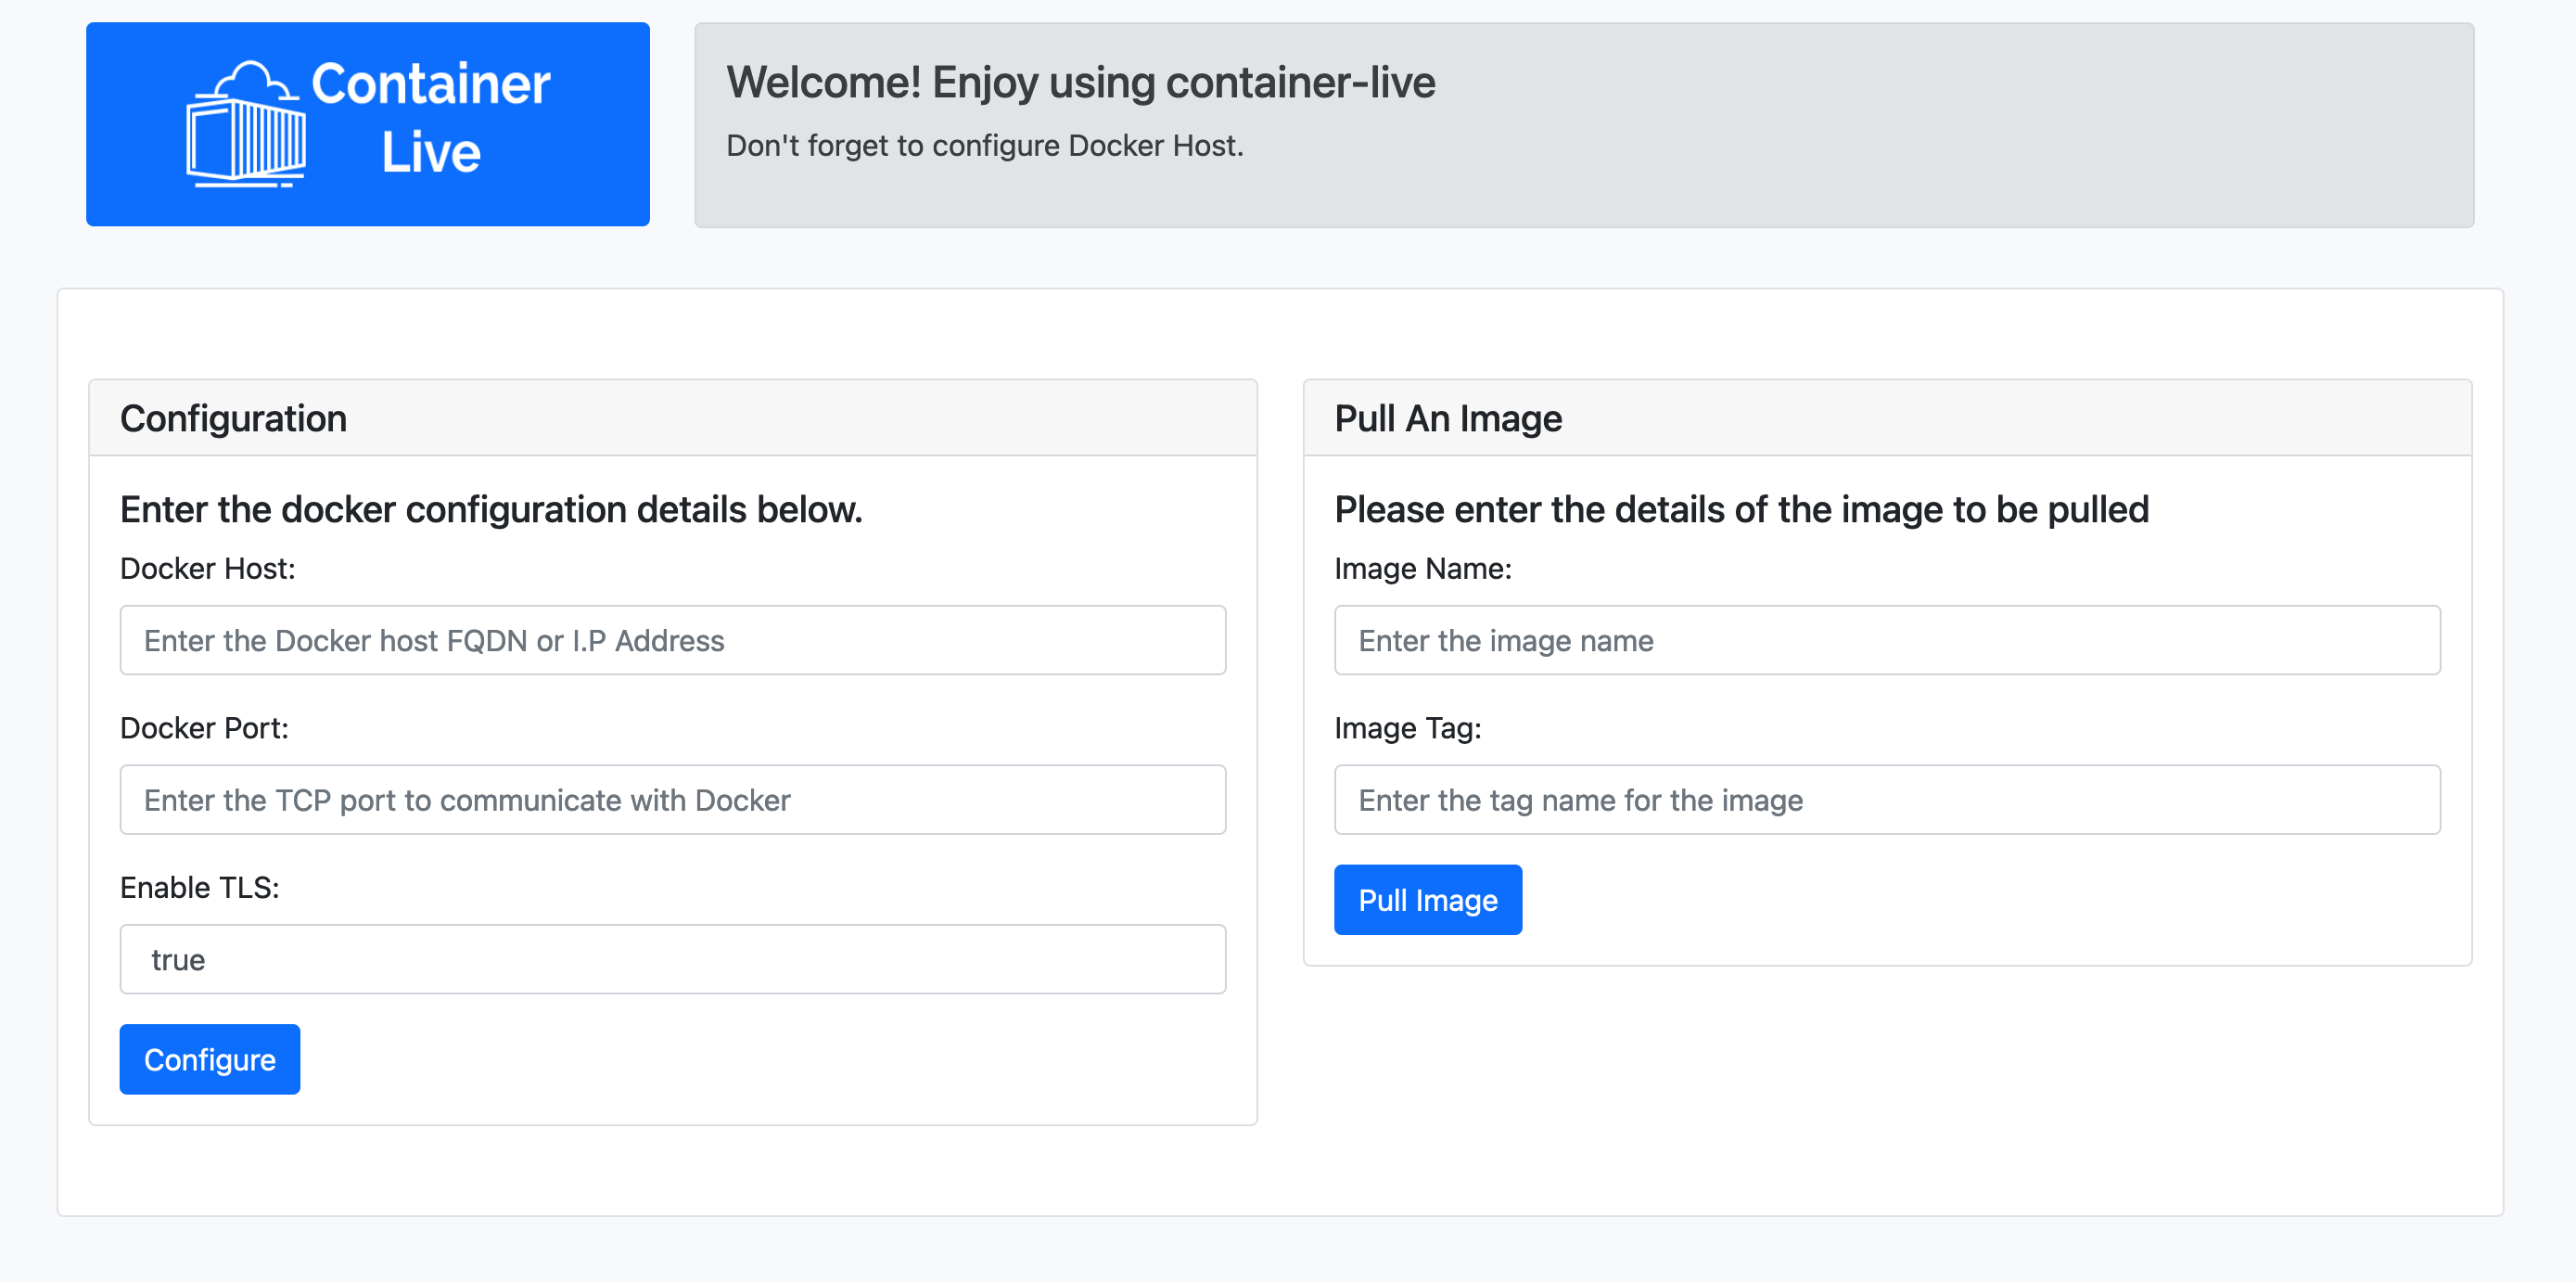 Container
Live
Welcome! Enjoy using container-live
Don't forget to configure Docker Host.
Configuration
Enter the docker configuration details below.
Docker Host:
Enter the Docker host FQDN or I.P Address
Docker Port:
Enter the TCP port to communicate with Docker
Enable TLS:
true
Configure
Pull An Image
Please enter the details of the image to be pulled
Image Name:
Enter the image name
Image Tag:
Enter the tag name for the image
Pull Image